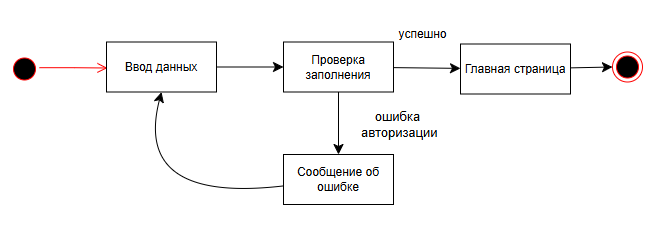 успешно
Ввод данных
Проверка
заполнения
Главная страница
ошибка
авторизации
Сообщение об
ошибке